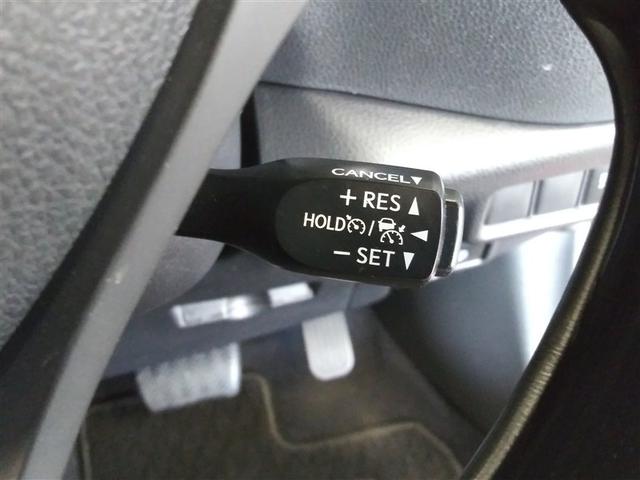 CANCEL▼
+ RES ▲
HOLD / ◀
− SET ▼